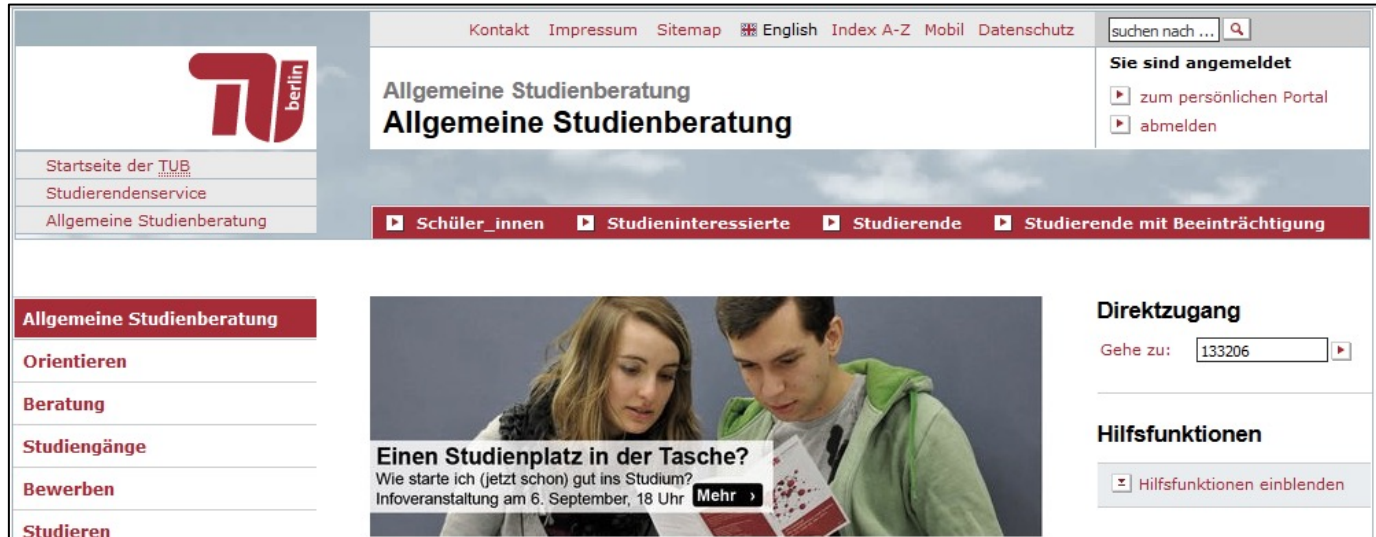 Kontakt Impressum Sitemap English Index A-Z Mobil Datenschutz
suchen nach ...
TU berlin
Allgemeine Studienberatung
Allgemeine Studienberatung
Sie sind angemeldet
zum persönlichen Portal
abmelden
Startseite der TUB
Studierendenservice
Allgemeine Studienberatung
Schüler_innen Studieninteressierte Studierende Studierende mit Beeinträchtigung
Allgemeine Studienberatung
Orientieren
Beratung
Studiengänge
Bewerben
Studieren
Einen Studienplatz in der Tasche?
Wie starte ich (jetzt schon) gut ins Studium?
Infoveranstaltung am 6. September, 18 Uhr Mehr ›
Direktzugang
Gehe zu: 133206
Hilfsfunktionen
Hilfsfunktionen einblenden